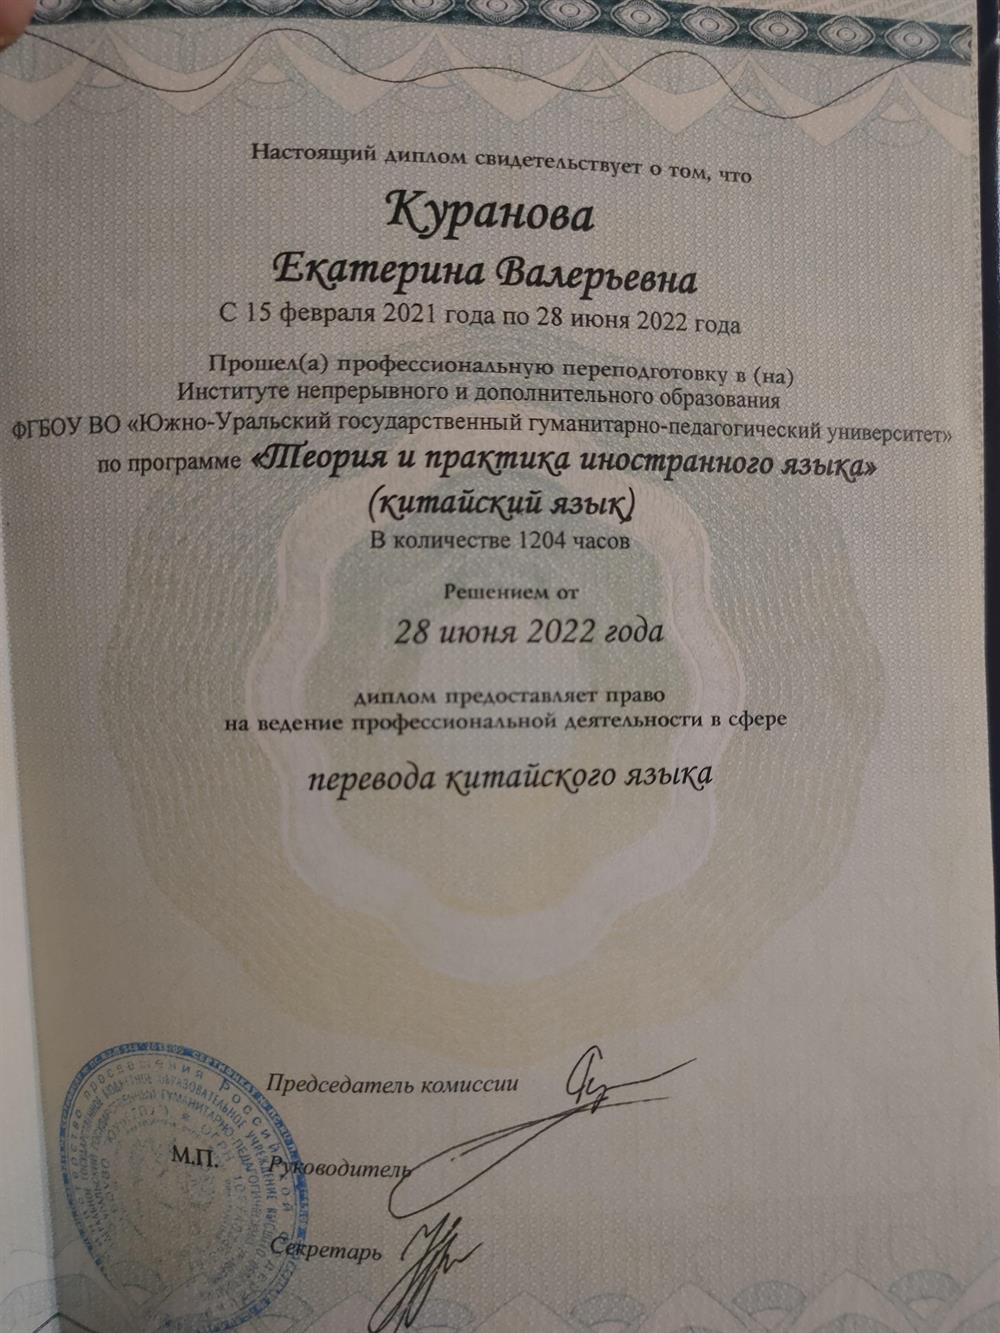 Настоящий диплом свидетельствует о том, что
Куранова
Екатерина Валерьевна
С 15 февраля 2021 года по 28 июня 2022 года
Прошел(а) профессиональную переподготовку в (на)
Институте непрерывного и дополнительного образования
ФГБОУ ВО «Южно-Уральский государственный гуманитарно-педагогический университет»
по программе «Теория и практика иностранного языка»
(китайский язык)
В количестве 1204 часов
Решением от
28 июня 2022 года
диплом предоставляет право
на ведение профессиональной деятельности в сфере
перевода китайского языка
Председатель комиссии
М.П.
Руководитель
Секретарь